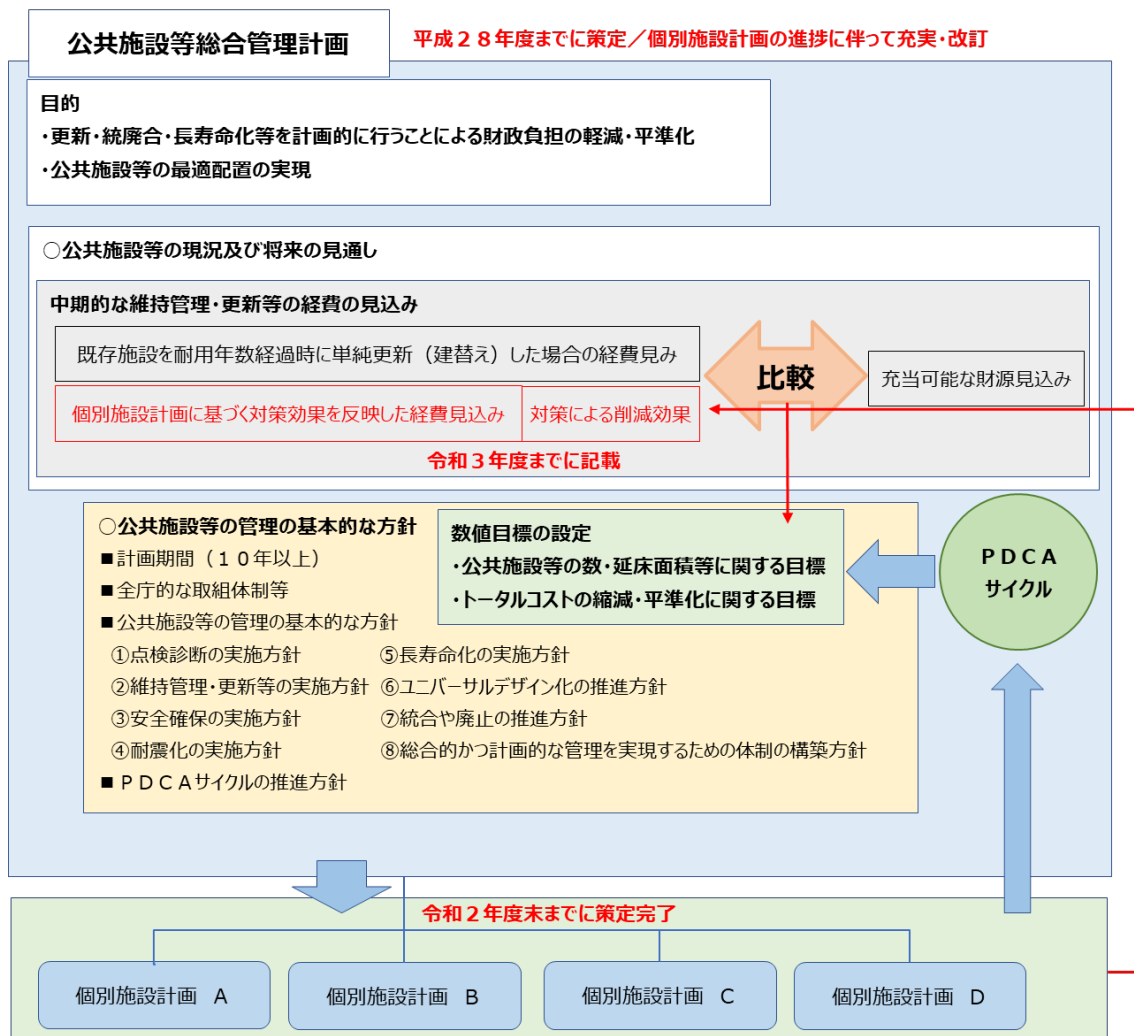 公共施設等総合管理計画
平成２８年度までに策定／個別施設計画の進捗に伴って充実・改訂
目的
・更新・統廃合・長寿命化等を計画的に行うことによる財政負担の軽減・平準化
・公共施設等の最適配置の実現
○公共施設等の現況及び将来の見通し
中期的な維持管理・更新等の経費の見込み
既存施設を耐用年数経過時に単純更新（建替え）した場合の経費見み
個別施設計画に基づく対策効果を反映した経費見込み
対策による削減効果
比較
充当可能な財源見込み
令和３年度までに記載
○公共施設等の管理の基本的な方針
■計画期間（１０年以上）
■全庁的な取組体制等
■公共施設等の管理の基本的な方針
①点検診断の実施方針
②維持管理・更新等の実施方針
③安全確保の実施方針
④耐震化の実施方針
⑤長寿命化の実施方針
⑥ユニバーサルデザイン化の推進方針
⑦統合や廃止の推進方針
⑧総合的かつ計画的な管理を実現するための体制の構築方針
■ＰＤＣＡサイクルの推進方針
数値目標の設定
・公共施設等の数・延床面積等に関する目標
・トータルコストの縮減・平準化に関する目標
ＰＤＣＡ
サイクル
令和２年度末までに策定完了
個別施設計画　A
個別施設計画　B
個別施設計画　C
個別施設計画　D